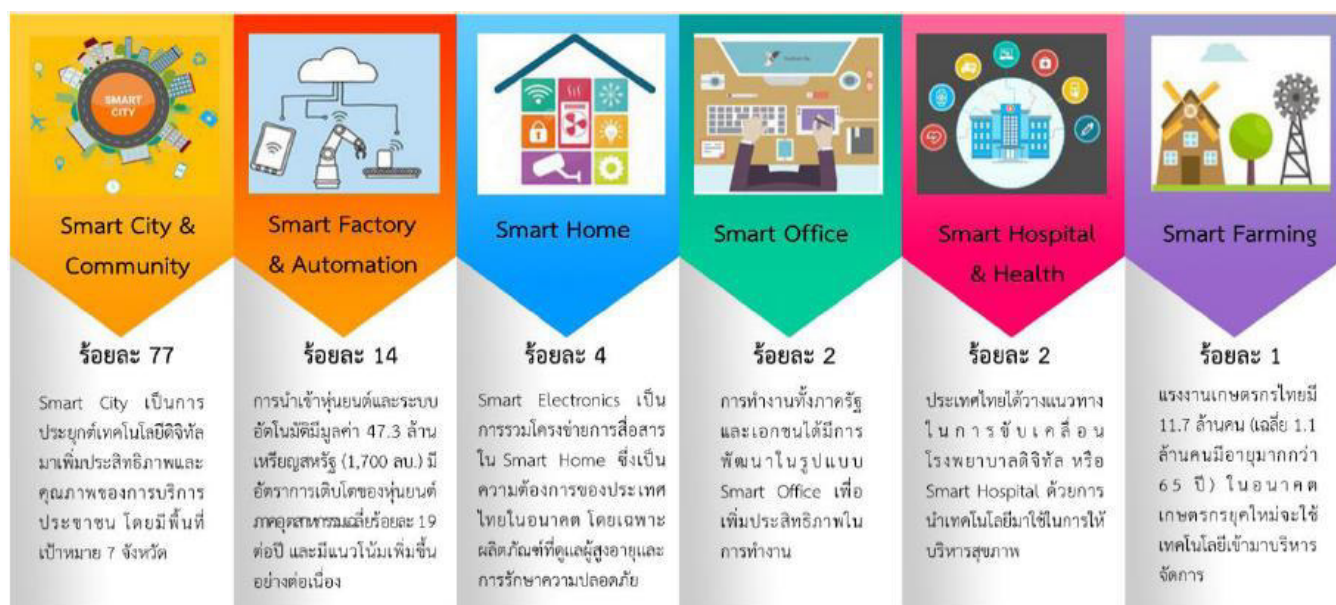 SMART
CITY
Smart City &
Community
ร้อยละ 77
Smart City เป็นการ
ประยุกต์เทคโนโลยีดิจิทัล
มาเพิ่มประสิทธิภาพและ
คุณภาพของการบริการ
ประชาชน โดยมีพื้นที่
เป้าหมาย 7 จังหวัด
Smart Factory
& Automation
ร้อยละ 14
การนำเข้าหุ่นยนต์และระบบ
อัตโนมัติมีมูลค่า 47.3 ล้าน
เหรียญสหรัฐ (1,700 ลบ.) มี
อัตราการเติบโตของหุ่นยนต์
ภาคอุตสาหกรรมเฉลี่ยร้อยละ 19
ต่อปี และมีแนวโน้มเพิ่มขึ้น
อย่างต่อเนื่อง
Smart Home
ร้อยละ 4
Smart Electronics เป็น
การรวมโครงข่ายการสื่อสาร
ใน Smart Home ซึ่งเป็น
ความต้องการของประเทศ
ไทยในอนาคต โดยเฉพาะ
ผลิตภัณฑ์ที่ดูแลผู้สูงอายุและ
การรักษาความปลอดภัย
Smart Office
ร้อยละ 2
การทำงานทั้งภาครัฐ
และเอกชนได้มีการ
พัฒนาในรูปแบบ
Smart Office เพื่อ
เพิ่มประสิทธิภาพใน
การทำงาน
Smart Hospital
& Health
ร้อยละ 2
ประเทศไทยได้วางแนวทาง
ในการขับเคลื่อน
โรงพยาบาลดิจิทัล หรือ
Smart Hospital ด้วยการ
นำเทคโนโลยีมาใช้ในการให้
บริหารสุขภาพ
Smart Farming
ร้อยละ 1
แรงงานเกษตรกรไทยมี
11.7 ล้านคน (เฉลี่ย 1.1
ล้านคนมีอายุมากกว่า
65 ปี) ในอนาคต
เกษตรกรยุคใหม่จะใช้
เทคโนโลยีเข้ามาบริหาร
จัดการ